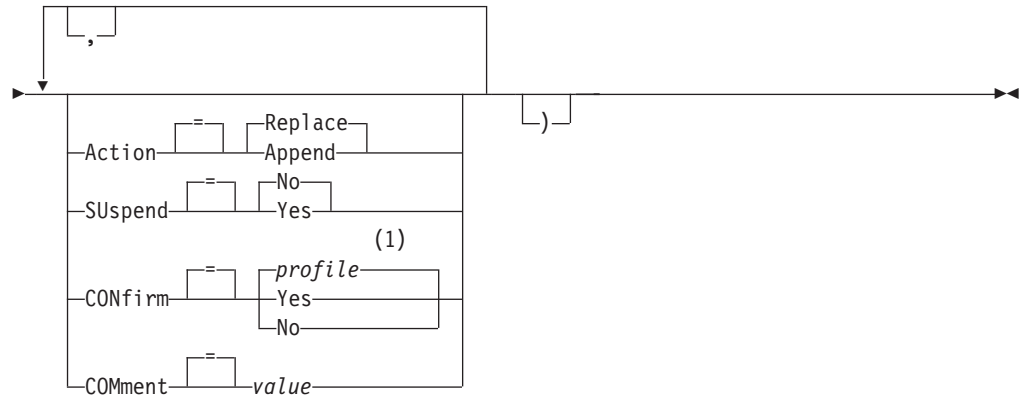 ,
)
= Replace
Action Append
= No
SUspend Yes
(1)
= profile
CONfirm Yes
No
=
COMment value